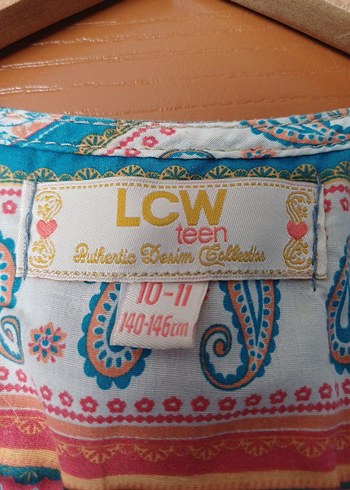 LCW
teen
Authentic Denim Collection
10-11
140-146cm